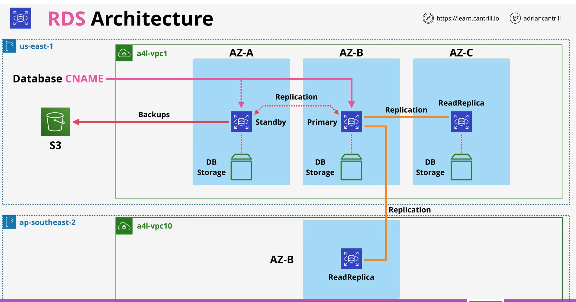 RDS Architecture
https://learn.cantrill.io
adriancantrill
us-east-1
a4l-vpc1
AZ-A
AZ-B
AZ-C
Database CNAME
Replication
ReadReplica
Replication
Backups
Standby
Primary
S3
DB
Storage
DB
Storage
DB
Storage
Replication
ap-southeast-2
a4l-vpc10
AZ-B
ReadReplica